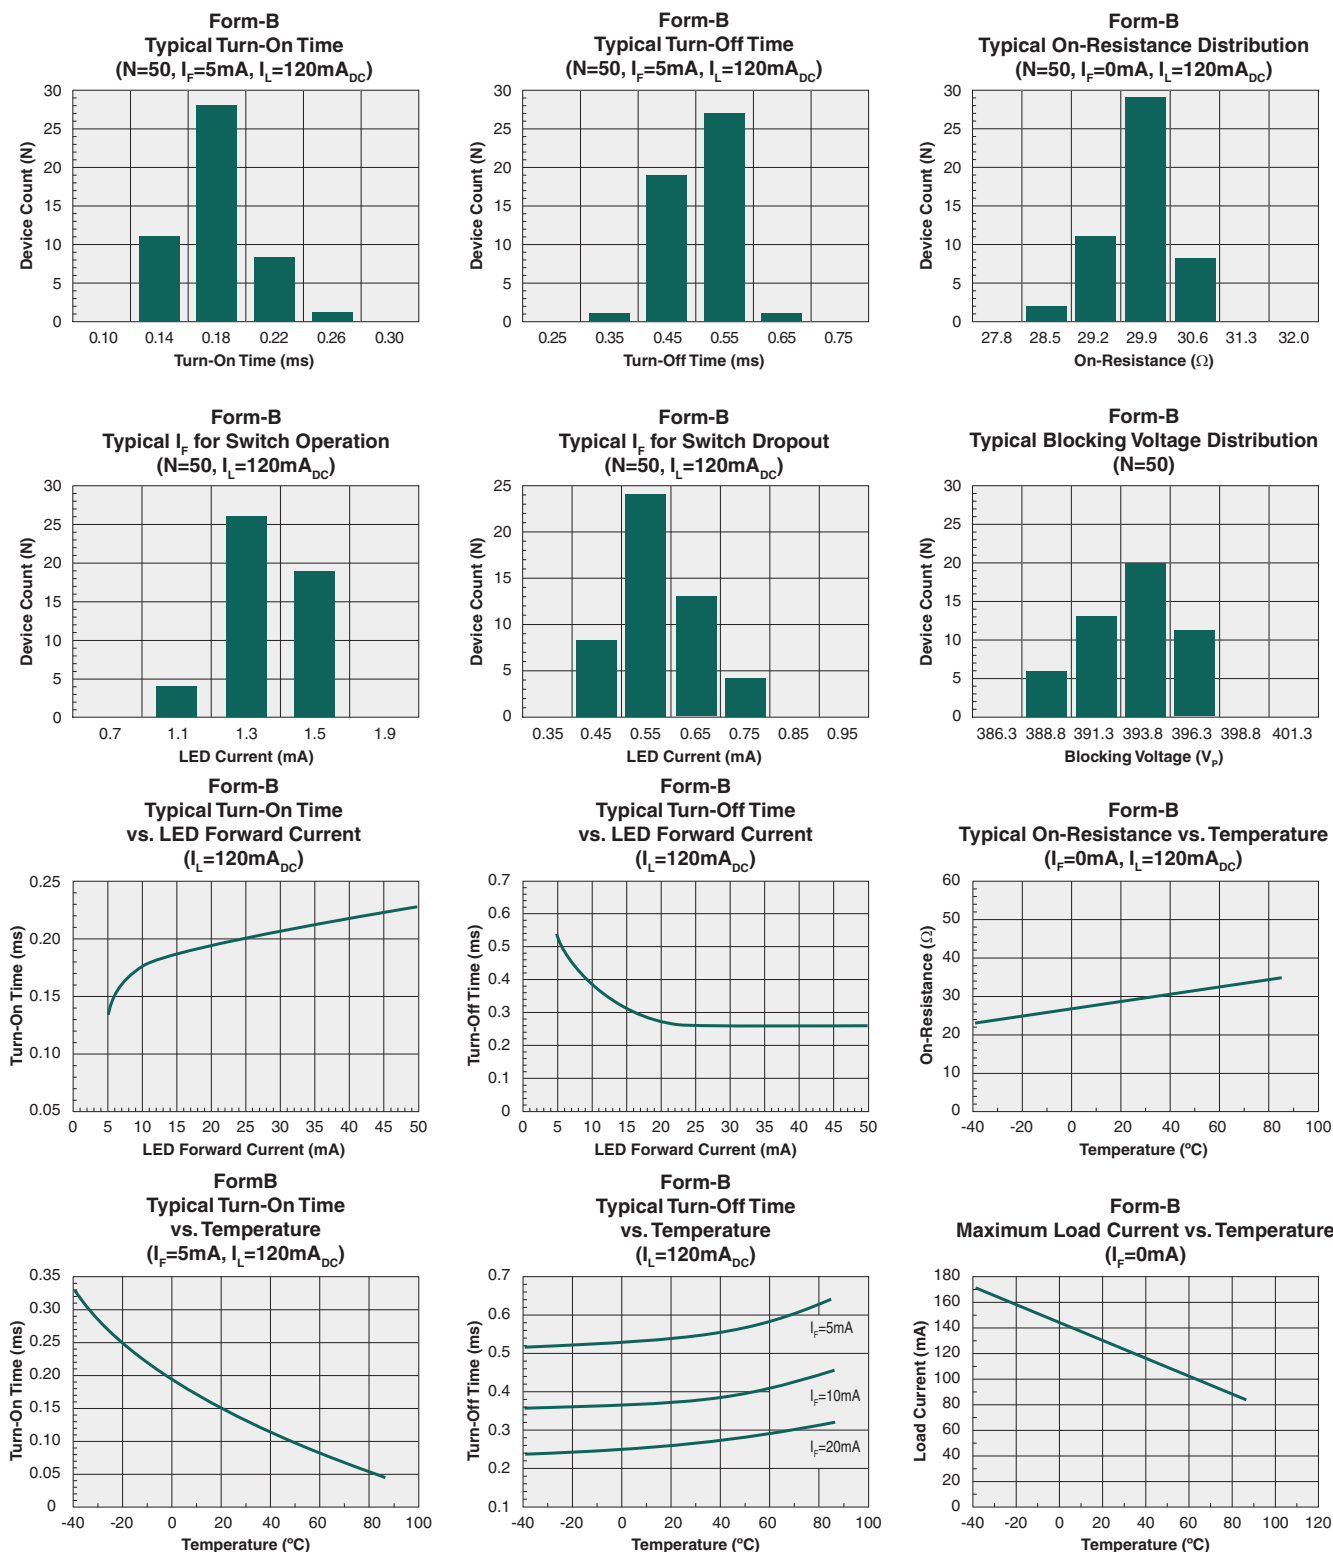 Form-B
Typical Turn-On Time
(N=50, IF=5mA, IL=120mADC)
30
25
20
15
10
5
0
Device Count (N)
0.10 0.14 0.18 0.22 0.26 0.30
Turn-On Time (ms)
Form-B
Typical Turn-Off Time
(N=50, IF=5mA, IL=120mADC)
30
25
20
15
10
5
0
Device Count (N)
0.25 0.35 0.45 0.55 0.65 0.75
Turn-Off Time (ms)
Form-B
Typical On-Resistance Distribution
(N=50, IF=0mA, IL=120mADC)
30
25
20
15
10
5
0
Device Count (N)
27.8 28.5 29.2 29.9 30.6 31.3 32.0
On-Resistance (Ω)
Form-B
Typical IF for Switch Operation
(N=50, IL=120mADC)
30
25
20
15
10
5
0
Device Count (N)
0.7 1.1 1.3 1.5 1.9
LED Current (mA)
Form-B
Typical IF for Switch Dropout
(N=50, IL=120mADC)
25
20
15
10
5
0
Device Count (N)
0.35 0.45 0.55 0.65 0.75 0.85 0.95
LED Current (mA)
Form-B
Typical Blocking Voltage Distribution
(N=50)
30
25
20
15
10
5
0
Device Count (N)
386.3 388.8 391.3 393.8 396.3 398.8 401.3
Blocking Voltage (VP)
Form-B
Typical Turn-On Time
vs. LED Forward Current
(IL=120mADC)
0.25
0.20
0.15
0.10
0.05
Turn-On Time (ms)
0 5 10 15 20 25 30 35 40 45 50
LED Forward Current (mA)
Form-B
Typical Turn-Off Time
vs. LED Forward Current
(IL=120mADC)
0.7
0.6
0.5
0.4
0.3
0.2
0.1
0
Turn-Off Time (ms)
0 5 10 15 20 25 30 35 40 45 50
LED Forward Current (mA)
Form-B
Typical On-Resistance vs. Temperature
(IF=0mA, IL=120mADC)
60
50
40
30
20
10
0
On-Resistance (Ω)
-40 -20 0 20 40 60 80 100
Temperature (ºC)
FormB
Typical Turn-On Time
vs. Temperature
(IF=5mA, IL=120mADC)
0.35
0.30
0.25
0.20
0.15
0.10
0.05
0
Turn-On Time (ms)
-40 -20 0 20 40 60 80 100
Temperature (ºC)
Form-B
Typical Turn-Off Time
vs. Temperature
(IL=120mADC)
0.7
0.6
0.5
0.4
0.3
0.2
0.1
Turn-Off Time (ms)
IF=5mA
IF=10mA
IF=20mA
-40 -20 0 20 40 60 80 100
Temperature (ºC)
Form-B
Maximum Load Current vs. Temperature
(IF=0mA)
180
160
140
120
100
80
60
40
20
0
Load Current (mA)
-40 -20 0 20 40 60 80 100 120
Temperature (ºC)